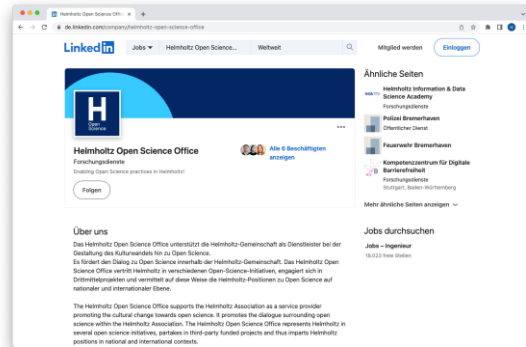 Helmholtz Open Science Offi
de.linkedin.com/company/helmholtz-open-science-office
Linkedin
Jobs
Helmholtz Open Science...
Weltweit
Mitglied werden
Einloggen
H
Open
Science
Helmholtz Open Science Office
Forschungsdienste
Enabling Open Science practices in Helmholtz!
Alle 6 Beschäftigten
anzeigen
Folgen
Über uns
Das Helmholtz Open Science Office unterstützt die Helmholtz-Gemeinschaft als Dienstleister bei der
Gestaltung des Kulturwandels hin zu Open Science.
Es fördert den Dialog zu Open Science innerhalb der Helmholtz-Gemeinschaft. Das Helmholtz Open
Science Office vertritt Helmholtz in verschiedenen Open-Science-Initiativen, engagiert sich in
Drittmittelprojekten und vermittelt auf diese Weise die Helmholtz-Positionen zu Open Science auf
nationaler und internationaler Ebene.
The Helmholtz Open Science Office supports the Helmholtz Association as a service provider
promoting the cultural change towards open science. It promotes the dialogue surrounding open
science within the Helmholtz Association. The Helmholtz Open Science Office represents Helmholtz in
several open science initiatives, partakes in third-party funded projects and thus imparts Helmholtz
positions in national and international contexts.
Ähnliche Seiten
Helmholtz Information & Data
Science Academy
Forschungsdienste
Polizei Bremerhaven
Öffentlicher Dienst
Feuerwehr Bremerhaven
Kompetenzzentrum für Digitale
Barrierefreiheit
Forschungsdienste
Stuttgart, Baden-Württemberg
Mehr ähnliche Seiten anzeigen
Jobs durchsuchen
Jobs – Ingenieur
18.023 freie Stellen